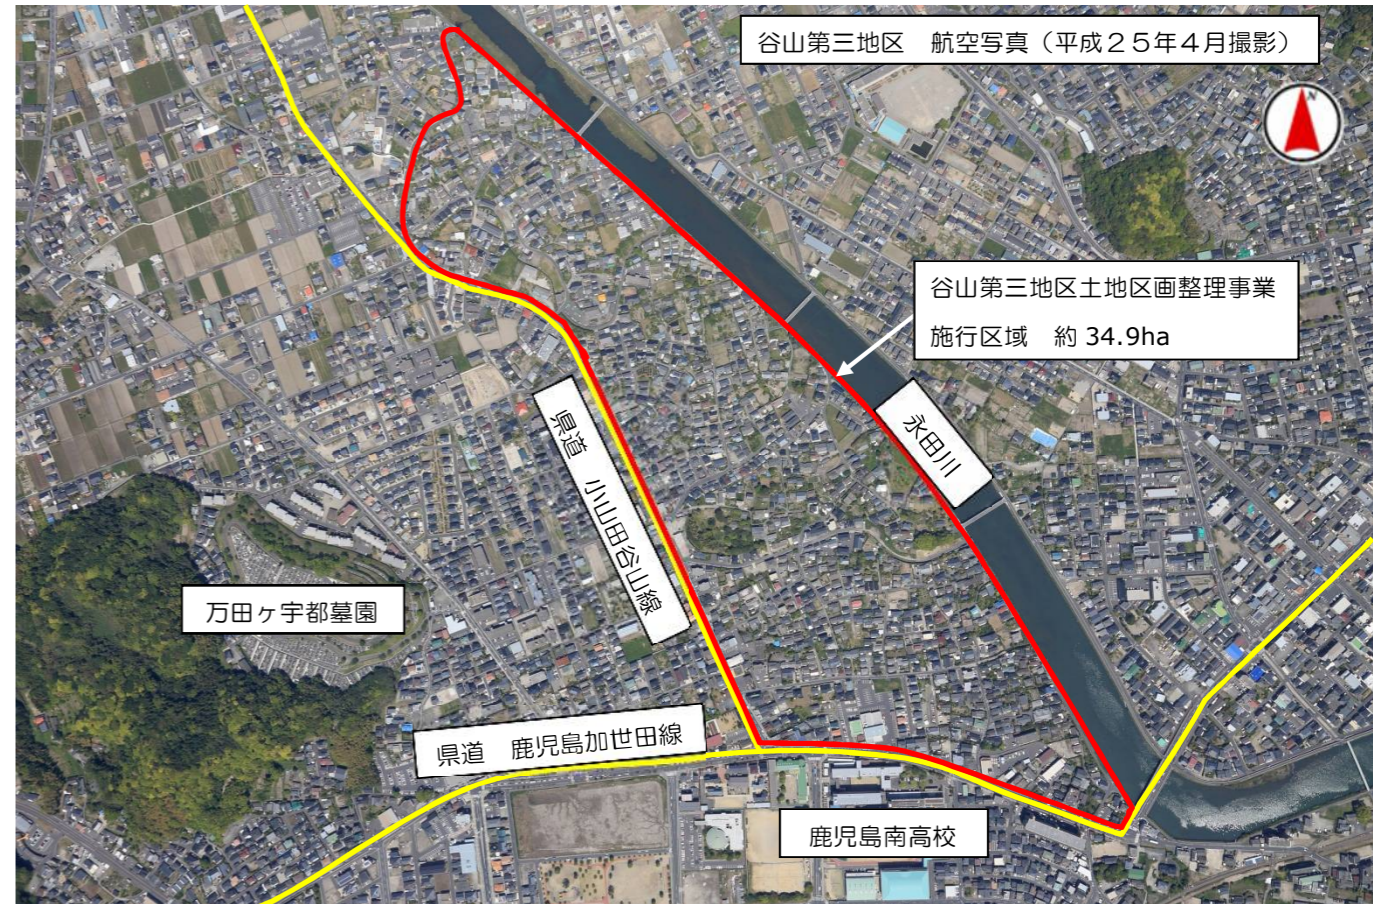 谷山第三地区　航空写真（平成２５年４月撮影）
N
谷山第三地区土地区画整理事業
施行区域　約 34.9ha
永田川
県道　小山田谷山線
万田ヶ宇都墓園
県道　鹿児島加世田線
鹿児島南高校